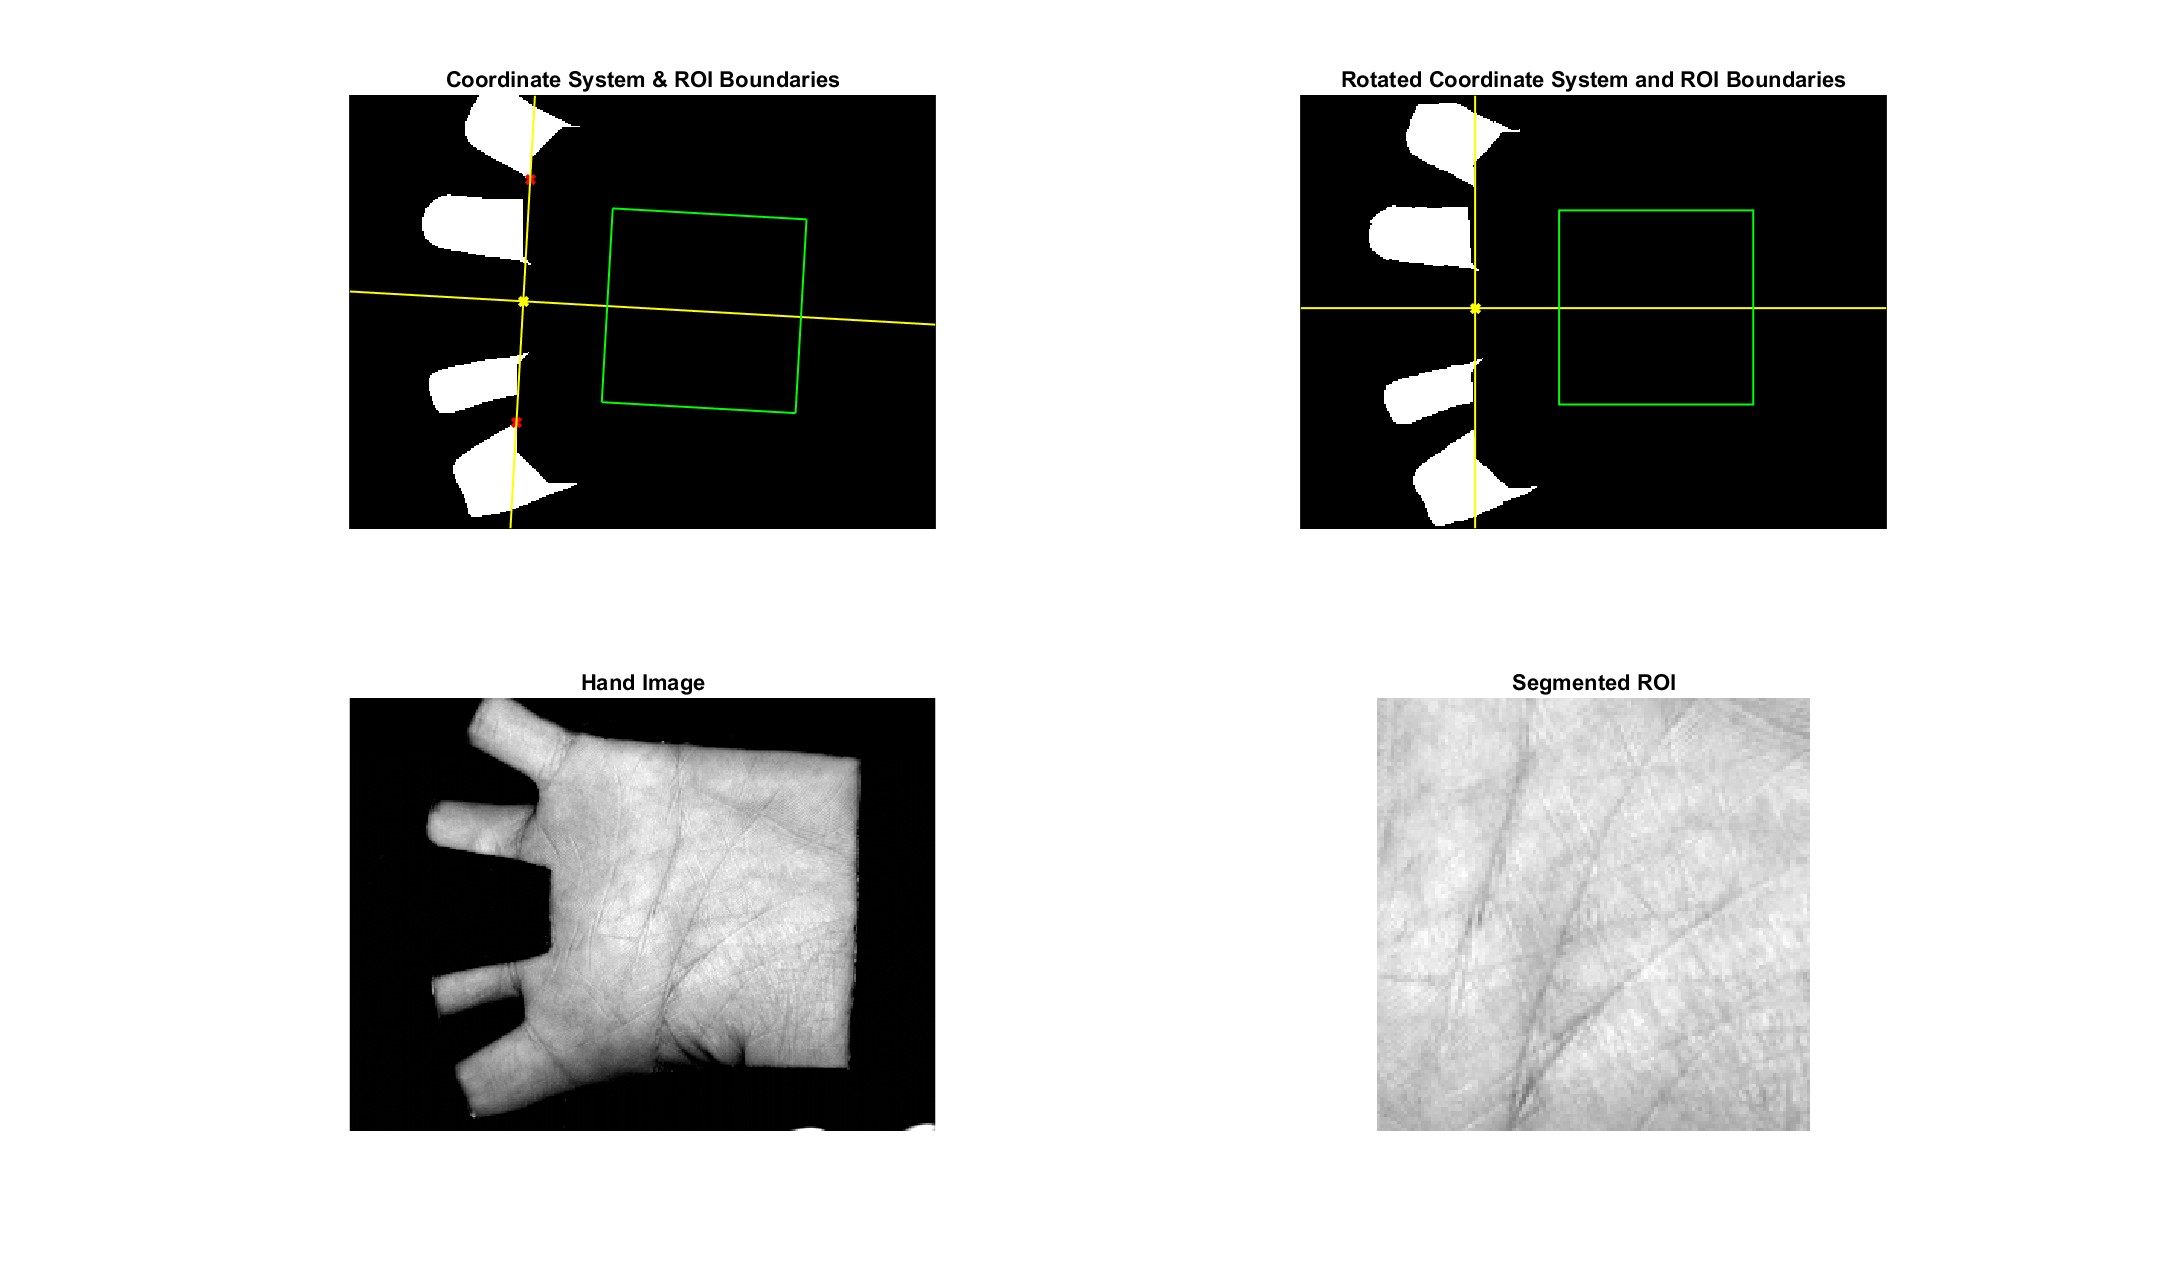 Coordinate System & ROI Boundaries
Rotated Coordinate System and ROI Boundaries
Hand Image
Segmented ROI